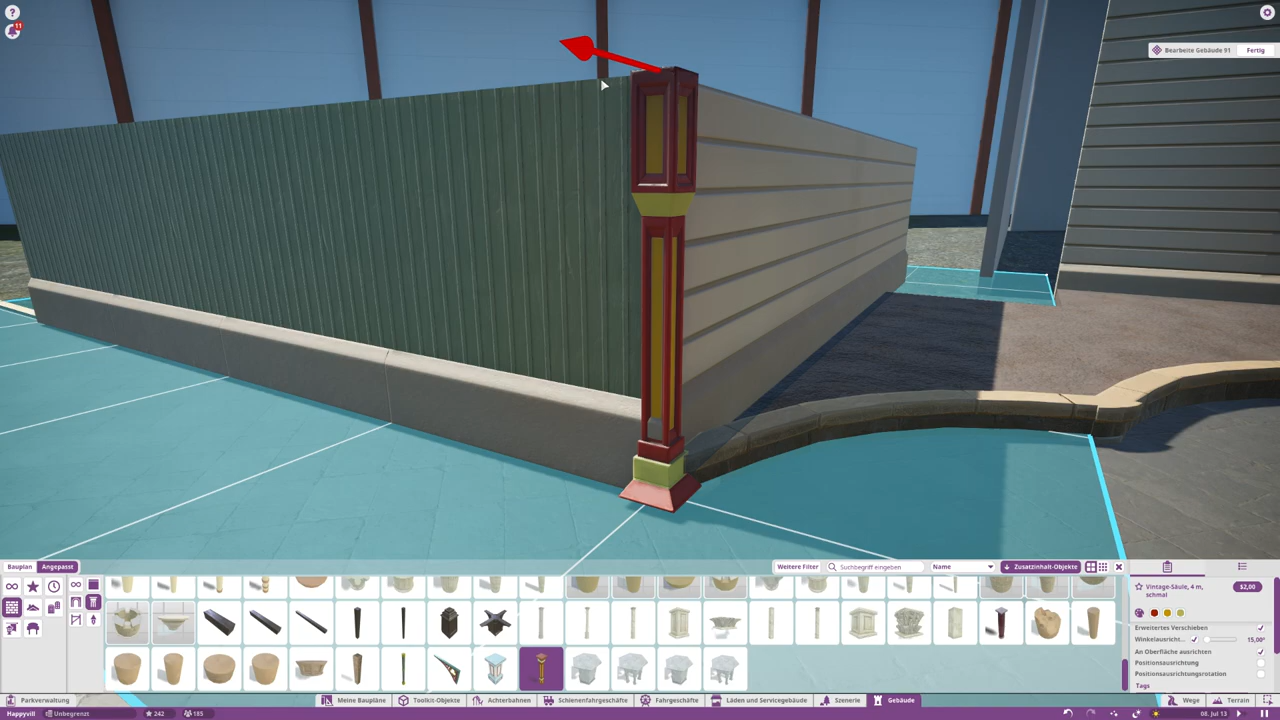 ?
11
Bearbeite Gebäude 91
Fertig
Bauplan
Angepasst
Weitere Filter
Suchbegriff eingeben
Name
Zusatzinhalt-Objekte
Vintage-Säule, 4 m, schmal
$2,00
Erweitertes Verschieben
Winkelausricht...
15,00°
An Oberfläche ausrichten
Positionsausrichtung
Positionsausrichtungsrotation
Tags
Parkverwaltung
Meine Baupläne
Toolkit-Objekte
Achterbahnen
Schienenfahrgeschäfte
Fahrgeschäfte
Läden und Servicegebäude
Szenerie
Gebäude
Wege
Terrain
Happyvill
Unbegrenzt
242
185
06. Jul 13